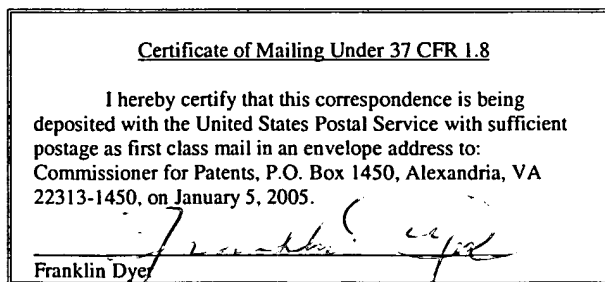 Certificate of Mailing Under 37 CFR 1.8
I hereby certify that this correspondence is being
deposited with the United States Postal Service with sufficient
postage as first class mail in an envelope address to:
Commissioner for Patents, P.O. Box 1450, Alexandria, VA
22313-1450, on January 5, 2005.
Franklin Dyer
Franklin Dyer